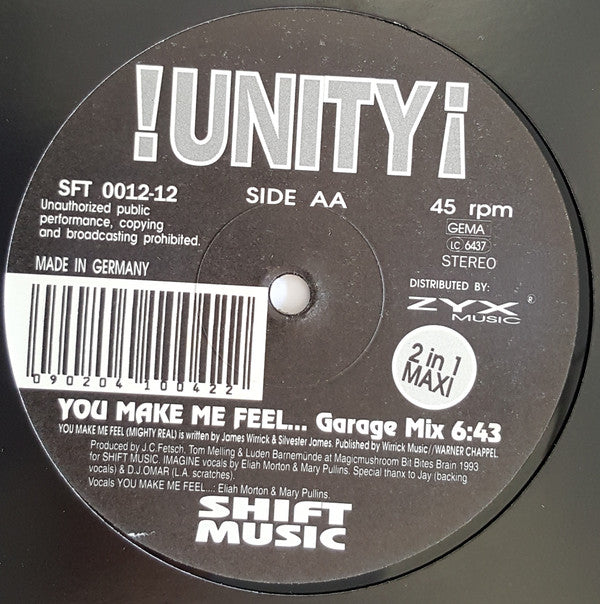 !UNITY¡
SFT 0012-12
SIDE AA
45 rpm
Unauthorized public
performance, copying
and broadcasting prohibited.
GEMA
LC 6437
STEREO
MADE IN GERMANY
DISTRIBUTED BY:
ZYX ®
MUSIC
2 in 1
MAXI
090204 100422
YOU MAKE ME FEEL... Garage Mix 6:43
YOU MAKE ME FEEL (MIGHTY REAL) is written by James Wirrick & Silvester James. Published by Wirrick Music//WARNER CHAPPEL
Produced by J.C.Fetsch, Tom Melling & Luden Barnemünde at Magicmushroom Bit Bites Brain 1993
for SHIFT MUSIC. IMAGINE vocals by Eliah Morton & Mary Pullins. Special thanx to Jay (backing
vocals) & D.J.OMAR (L.A. scratches).
Vocals YOU MAKE ME FEEL...: Eliah Morton & Mary Pullins.
SHIFT
MUSIC